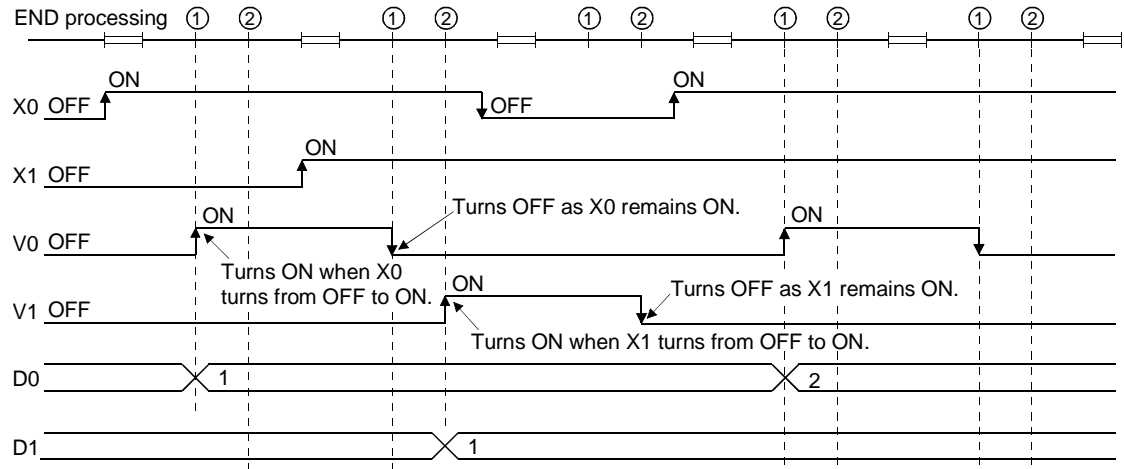 END processing ① ② ① ② ① ② ① ② ① ②
ON
ON
X0 OFF
OFF
ON
X1 OFF
Turns OFF as X0 remains ON.
ON
ON
V0 OFF
Turns ON when X0
turns from OFF to ON.
ON
Turns OFF as X1 remains ON.
V1 OFF
Turns ON when X1 turns from OFF to ON.
D0
1
2
D1
1